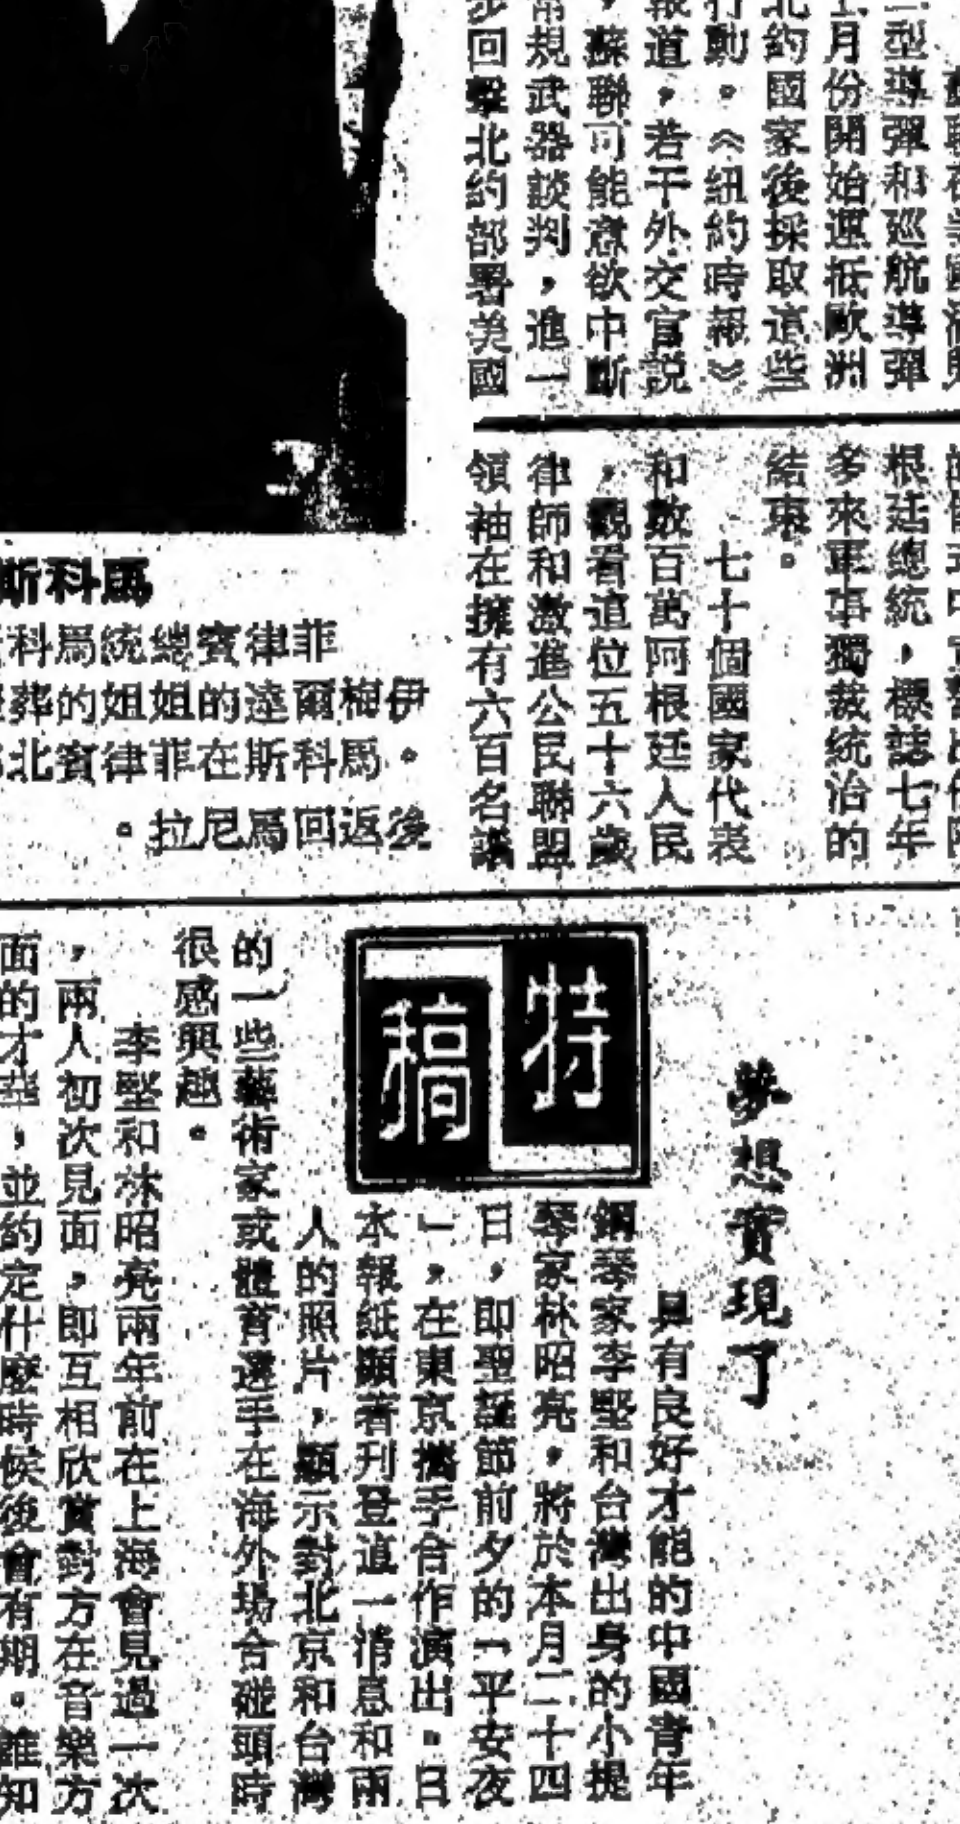 型導彈和巡航導彈
月份開始運抵歐洲
北約國家後採取這些
行動。《紐約時報》
報道,若干外交官説
,蘇聯可能意欲中斷
常規武器談判,進一
步回擊北約部署美國
根廷總統,標誌七年
多來軍事獨裁統治的
結束。
七十個國家代表
和數百萬阿根廷人民
,觀看這位五十六歲
律師和激進公民聯盟
領袖在擁有六百名議
馬科斯
菲律賓總統馬科
伊梅爾達的姐姐的葬
。馬科斯在菲律賓北
後返回馬尼拉。
夢想實現了
特稿
具有良好才能的中國青年
鋼琴家李堅和台灣出身的小提
琴家林昭亮,將於本月二十四
日,即聖誕節前夕的「平安夜
」,在東京攜手合作演出。日
本報紙顯著刊登這一消息和兩
人的照片,顯示對北京和台灣
的一些藝術家或體育選手在海外場合碰頭時
很感興趣。
李堅和林昭亮兩年前在上海會見過一次
,兩人初次見面,即互相欣賞對方在音樂方
面的才華,並約定什麼時候後會有期。誰知